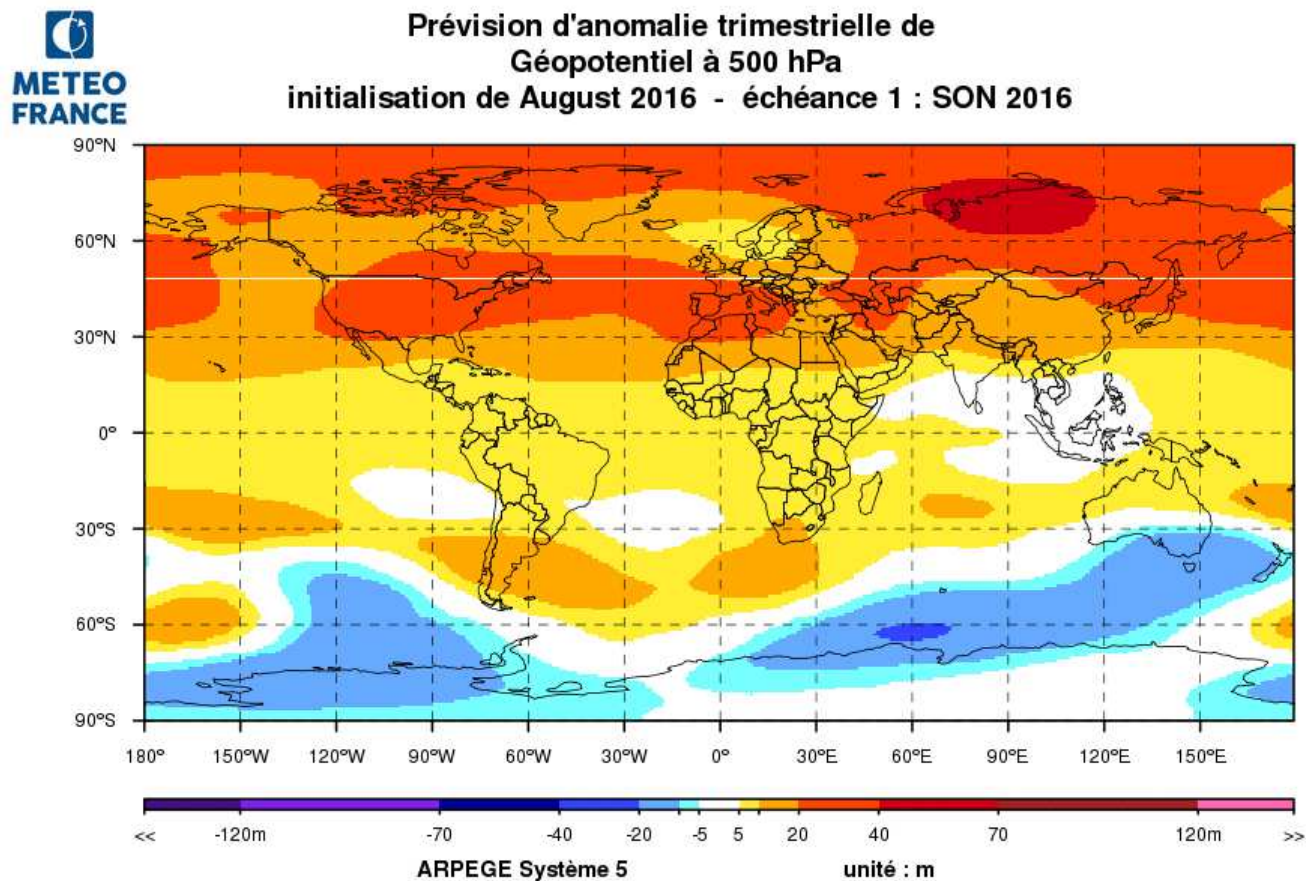 METEO
FRANCE
Prévision d'anomalie trimestrielle de
Géopotentiel à 500 hPa
initialisation de August 2016 - échéance 1 : SON 2016
90°N
60°N
30°N
0°
30°S
60°S
90°S
180° 150°W 120°W 90°W 60°W 30°W 0° 30°E 60°E 90°E 120°E 150°E
<< -120m -70 -40 -20 -5 5 20 40 70 120m >>
ARPEGE Système 5 unité : m